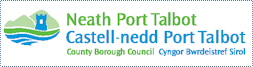 Neath Port Talbot
Castell-nedd Port Talbot
County Borough Council Cyngor Bwrdeistref Sirol